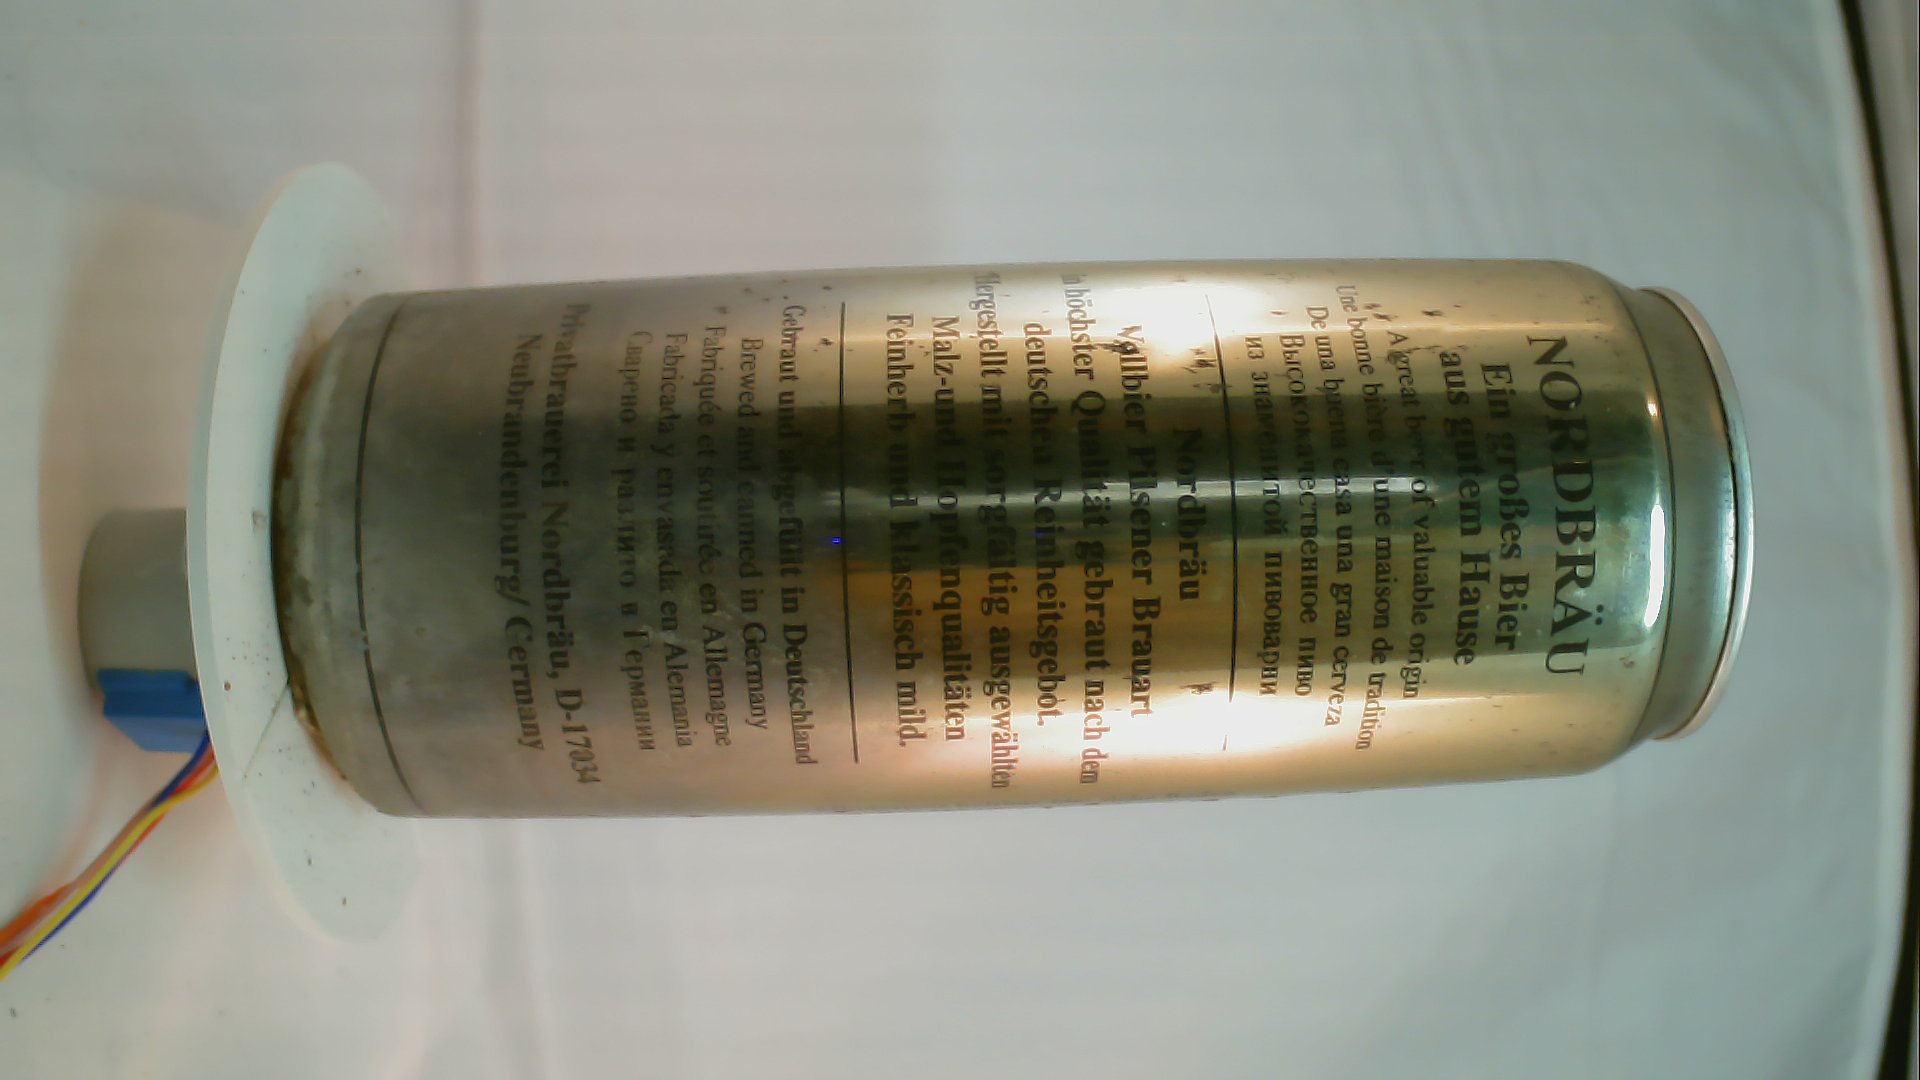 NORDBRÄU
Ein großes Bier
aus gutem Hause
A great beer of valuable origin
Une bonne bière d'une maison de tradition
De una buena casa una gran cerveza
Высококачественное пиво
из знаменитой пивоварни
Nordbräu
Vollbier Pilsener Brauart
in höchster Qualität gebraut nach dem
deutschen Reinheitsgebot.
Hergestellt mit sorgfältig ausgewählten
Malz-und Hopfenqualitäten
Feinherb und klassisch mild.
Gebraut und abgefüllt in Deutschland
Brewed and canned in Germany
Fabriquée et soutirée en Allemagne
Fabricada y envasada en Alemania
Сварено и разлито в Германии
Privatbrauerei Nordbräu, D-17034
Neubrandenburg/ Germany